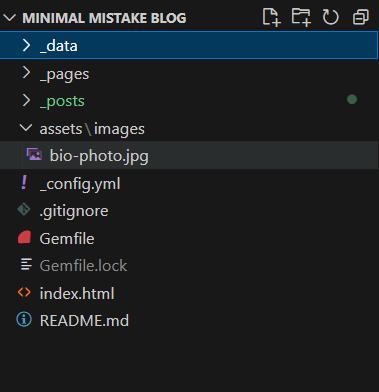 MINIMAL MISTAKE BLOG
_data
_pages
_posts
assets\images
bio-photo.jpg
_config.yml
.gitignore
Gemfile
Gemfile.lock
index.html
README.md